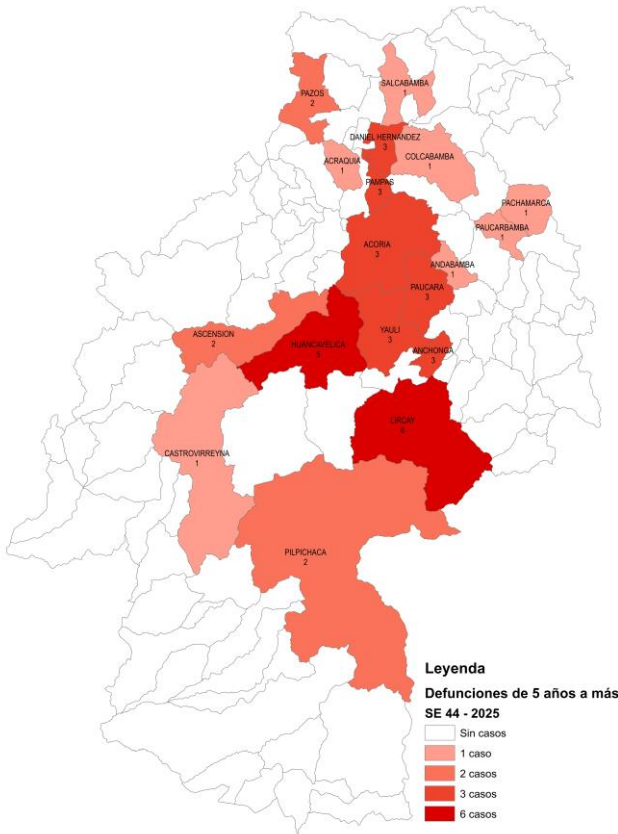 SALCABAMBA
1
PAZOS
2
DANIEL HERNANDEZ
3
COLCABAMBA
1
ACRAQUIA
1
PAMPAS
3
PACHAMARCA
1
PAUCARBAMBA
1
ACORIA
3
ANDABAMBA
1
PAUCARA
3
ASCENSION
2
YAULI
3
HUANCAVELICA
6
ANCHONGA
3
LIRCAY
6
CASTROVIRREYNA
1
PILPICHACA
2
Leyenda
Defunciones de 5 años a más
SE 44 - 2025
Sin casos
1 caso
2 casos
3 casos
6 casos